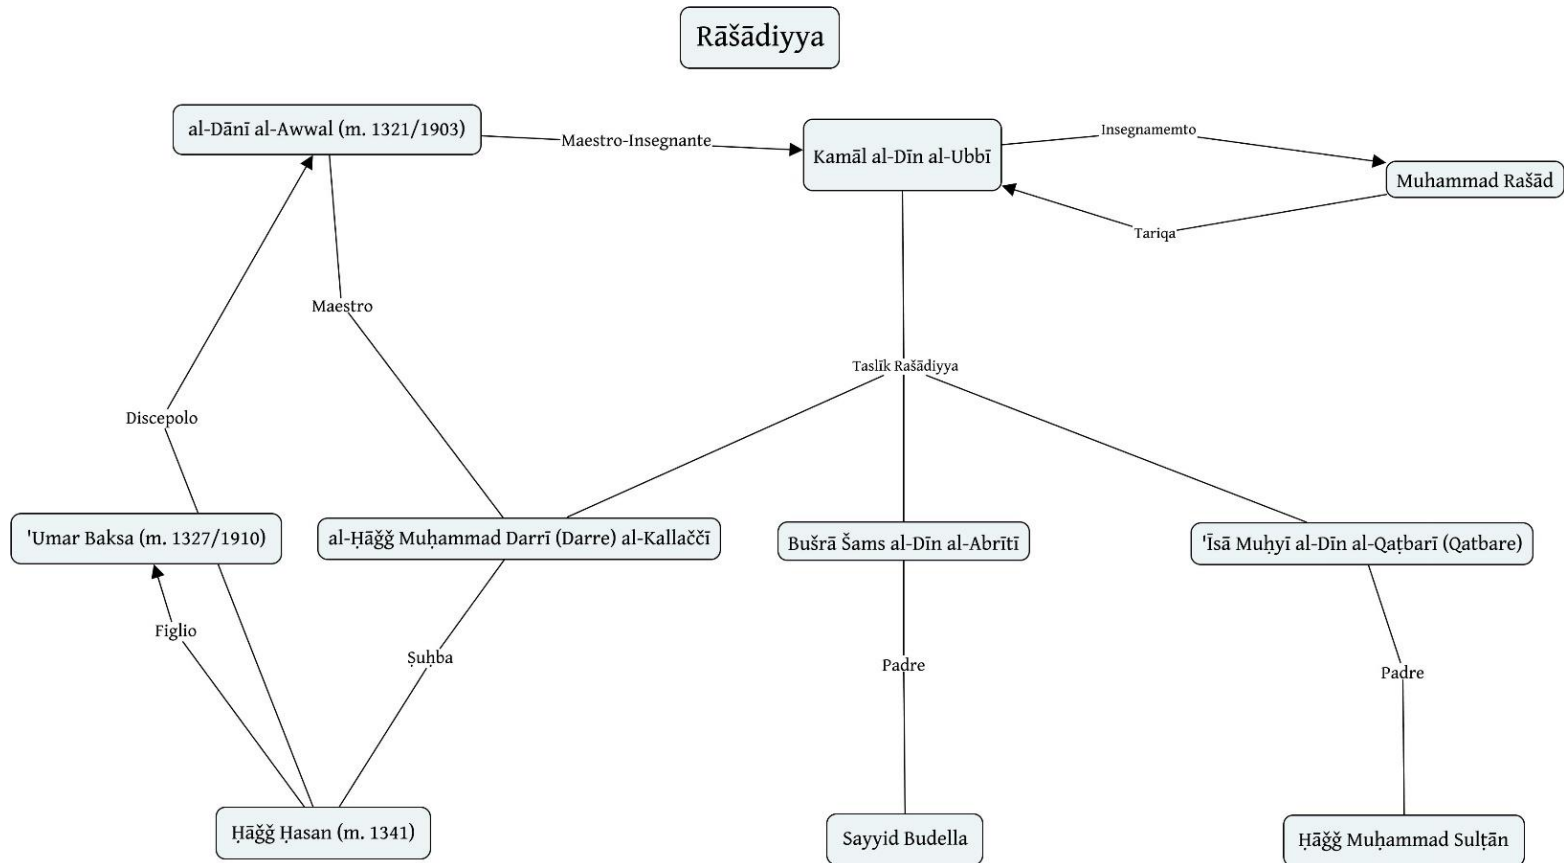 Rāšādiyya
al-Dānī al-Awwal (m. 1321/1903)
Maestro-Insegnante
Kamāl al-Dīn al-Ubbī
Insegnamemto
Muhammad Rašād
Tariqa
Maestro
Taslīk Rašādiyya
Discepolo
'Umar Baksa (m. 1327/1910)
al-Ḥāǧǧ Muḥammad Darrī (Darre) al-Kallaččī
Bušrā Šams al-Dīn al-Abrītī
'Īsā Muḥyī al-Dīn al-Qaṭbarī (Qatbare)
Figlio
Ṣuḥba
Padre
Padre
Ḥāǧǧ Ḥasan (m. 1341)
Sayyid Budella
Ḥāǧǧ Muḥammad Sulṭān